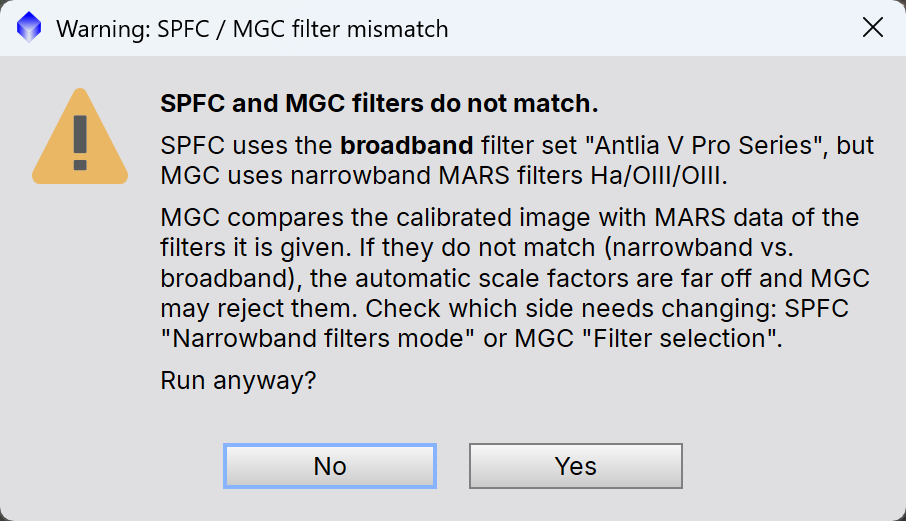 Warning: SPFC / MGC filter mismatch
SPFC and MGC filters do not match.
SPFC uses the broadband filter set "Antlia V Pro Series", but
MGC uses narrowband MARS filters Ha/OIII/OIII.
MGC compares the calibrated image with MARS data of the
filters it is given. If they do not match (narrowband vs.
broadband), the automatic scale factors are far off and MGC
may reject them. Check which side needs changing: SPFC
"Narrowband filters mode" or MGC "Filter selection".
Run anyway?
No
Yes